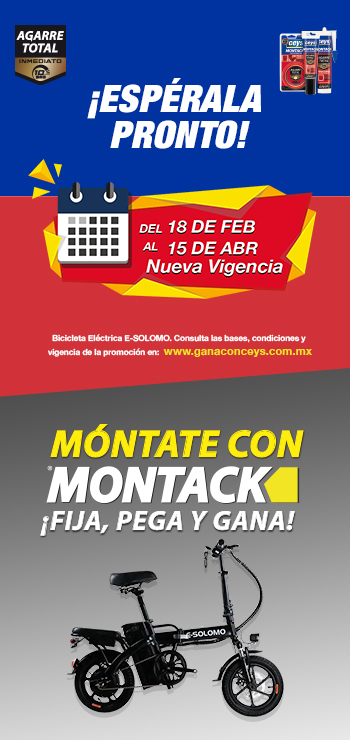 AGARRE
TOTAL
INMEDIATO
ceys
MONTACK
¡ESPÉRALA
PRONTO!
DEL 18 DE FEB
AL 15 DE ABR
Nueva Vigencia
Bicicleta Eléctrica E-SOLOMO. Consulta las bases, condiciones y
vigencia de la promoción en: www.ganaconceys.com.mx
MÓNTATE CON
®MONTACK
¡FIJA, PEGA Y GANA!
E-SOLOMO